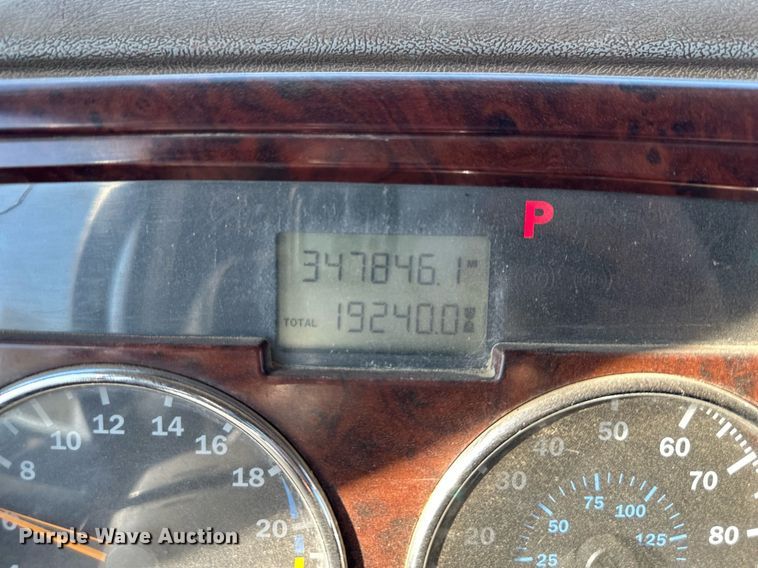 P
347846.1 M
TOTAL 19240.0
8 10 12 14 16 18 20
20 30 40 50 60 70 80
25 50 75 100 125
Purple Wave Auction